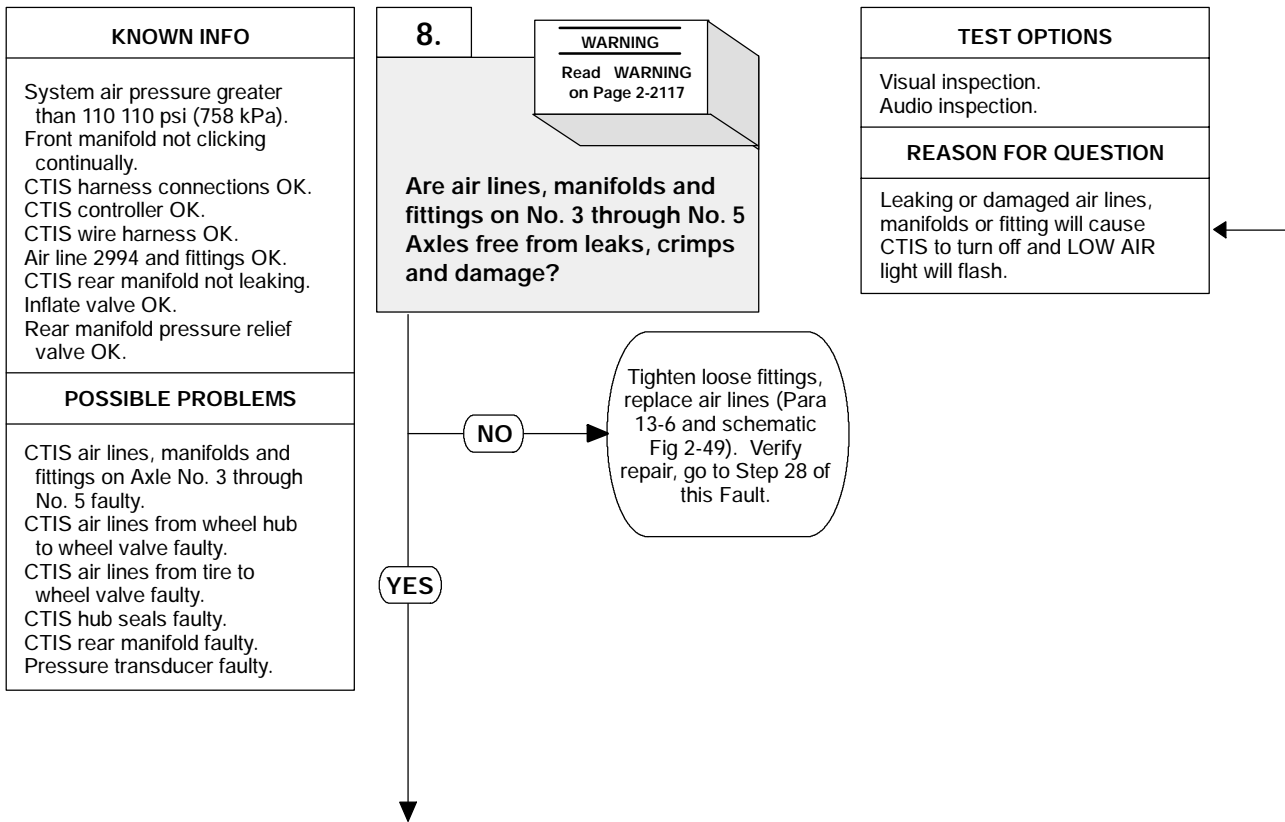 KNOWN INFO
System air pressure greater
than 110 110 psi (758 kPa).
Front manifold not clicking
continually.
CTIS harness connections OK.
CTIS controller OK.
CTIS wire harness OK.
Air line 2994 and fittings OK.
CTIS rear manifold not leaking.
Inflate valve OK.
Rear manifold pressure relief
valve OK.
POSSIBLE PROBLEMS
CTIS air lines, manifolds and
fittings on Axle No. 3 through
No. 5 faulty.
CTIS air lines from wheel hub
to wheel valve faulty.
CTIS air lines from tire to
wheel valve faulty.
CTIS hub seals faulty.
CTIS rear manifold faulty.
Pressure transducer faulty.
8.
WARNING
Read WARNING
on Page 2-2117
Are air lines, manifolds and
fittings on No. 3 through No. 5
Axles free from leaks, crimps
and damage?
NO
Tighten loose fittings,
replace air lines (Para
13-6 and schematic
Fig 2-49). Verify
repair, go to Step 28 of
this Fault.
YES
TEST OPTIONS
Visual inspection.
Audio inspection.
REASON FOR QUESTION
Leaking or damaged air lines,
manifolds or fitting will cause
CTIS to turn off and LOW AIR
light will flash.